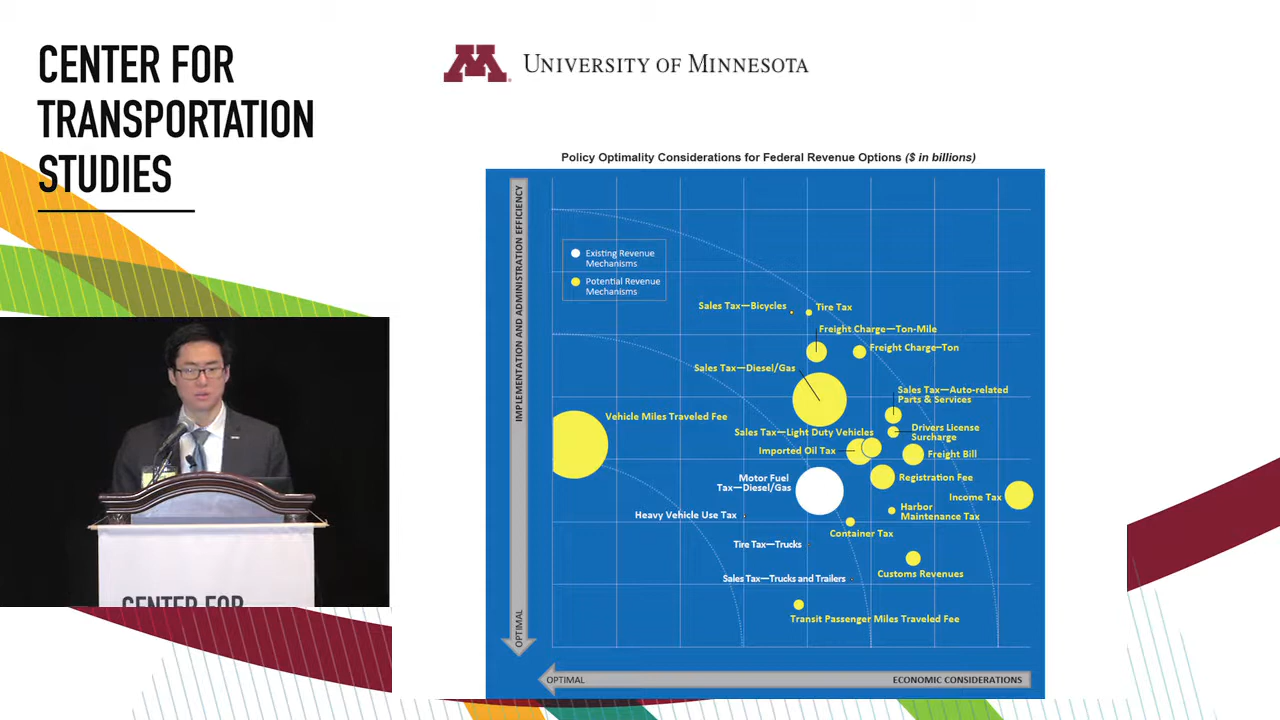 CENTER FOR
TRANSPORTATION
STUDIES
M
UNIVERSITY OF MINNESOTA
Policy Optimality Considerations for Federal Revenue Options ($ in billions)
IMPLEMENTATION AND ADMINISTRATION EFFICIENCY
OPTIMAL
Existing Revenue
Mechanisms
Potential Revenue
Mechanisms
Sales Tax—Bicycles
Tire Tax
Freight Charge—Ton-Mile
Freight Charge—Ton
Sales Tax—Diesel/Gas
Sales Tax—Auto-related
Parts & Services
Vehicle Miles Traveled Fee
Sales Tax—Light Duty Vehicles
Drivers License
Surcharge
Imported Oil Tax
Freight Bill
Motor Fuel
Tax—Diesel/Gas
Registration Fee
Income Tax
Heavy Vehicle Use Tax
Harbor
Maintenance Tax
Container Tax
Tire Tax—Trucks
Customs Revenues
Sales Tax—Trucks and Trailers
Transit Passenger Miles Traveled Fee
OPTIMAL
ECONOMIC CONSIDERATIONS
CENTER FOR